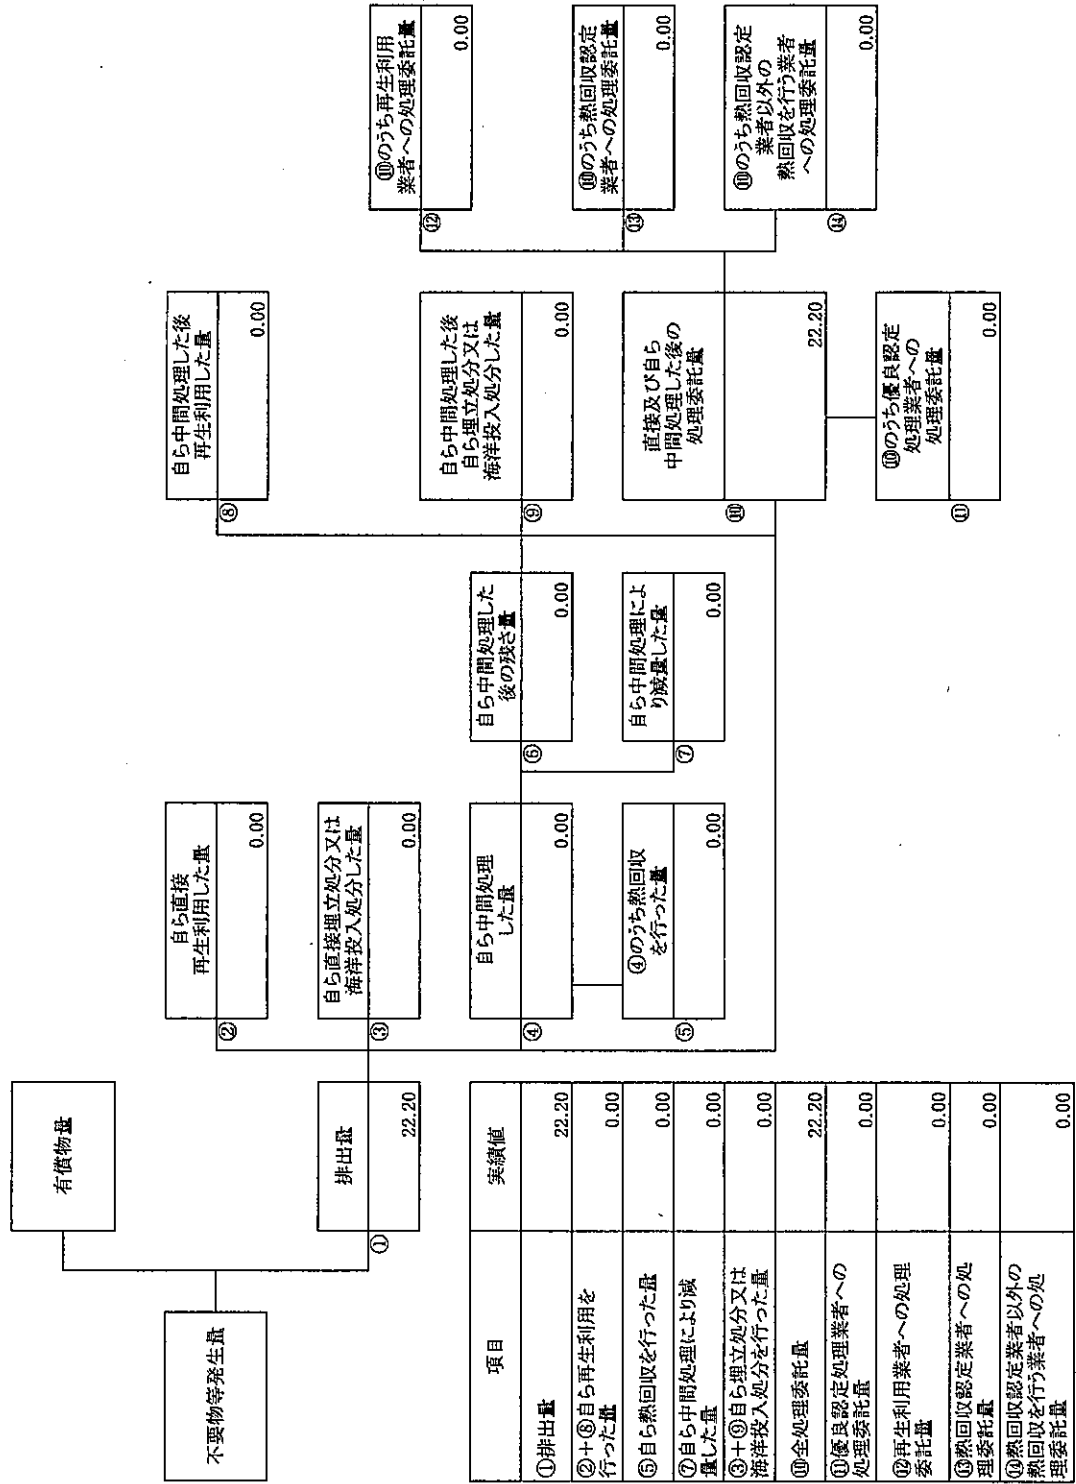 不要物等発生量
有償物量
①
排出量
22.20
②
自ら直接
再生利用した量
0.00
③
自ら直接埋立処分又は
海洋投入処分した量
0.00
④
自ら中間処理
した量
0.00
⑤
④のうち熱回収
を行った量
0.00
⑥
自ら中間処理した
後の残さ量
0.00
⑦
自ら中間処理によ
り減量した量
0.00
⑧
自ら中間処理した後
再生利用した量
0.00
⑨
自ら中間処理した後
自ら埋立処分又は
海洋投入処分した量
0.00
⑩
直接及び自ら
中間処理した後の
処理委託量
22.20
⑪
⑩のうち優良認定
処理業者への
処理委託量
0.00
⑫
⑩のうち再生利用
業者への処理委託量
0.00
⑬
⑩のうち熱回収認定
業者への処理委託量
0.00
⑭
⑩のうち熱回収認定
業者以外の
熱回収を行う業者
への処理委託量
0.00
項目
実績値
①排出量
22.20
②+⑧自ら再生利用を
行った量
0.00
⑤自ら熱回収を行った量
0.00
⑦自ら中間処理により減
量した量
0.00
③+⑨自ら埋立処分又は
海洋投入処分を行った量
0.00
⑩全処理委託量
22.20
⑪優良認定処理業者への
処理委託量
0.00
⑫再生利用業者への処理
委託量
0.00
⑬熱回収認定業者への処
理委託量
0.00
⑭熱回収認定業者以外の
熱回収を行う業者への処
理委託量
0.00